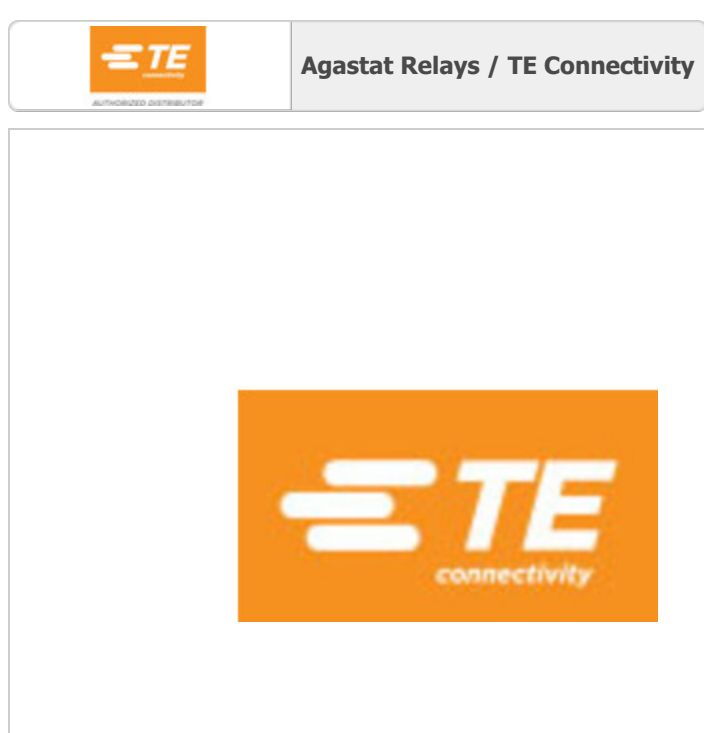 TE
connectivity
AUTHORIZED DISTRIBUTOR
Agastat Relays / TE Connectivity
TE
connectivity